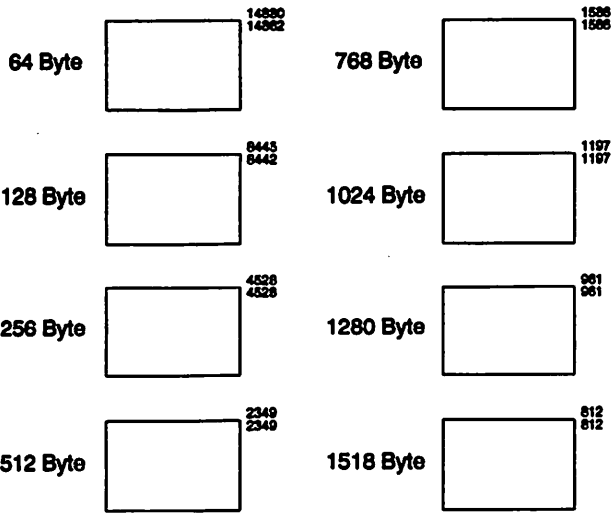 14880
14862
64 Byte
8445
8442
128 Byte
4528
4528
256 Byte
2349
2349
512 Byte
1586
1586
768 Byte
1197
1197
1024 Byte
961
961
1280 Byte
812
812
1518 Byte